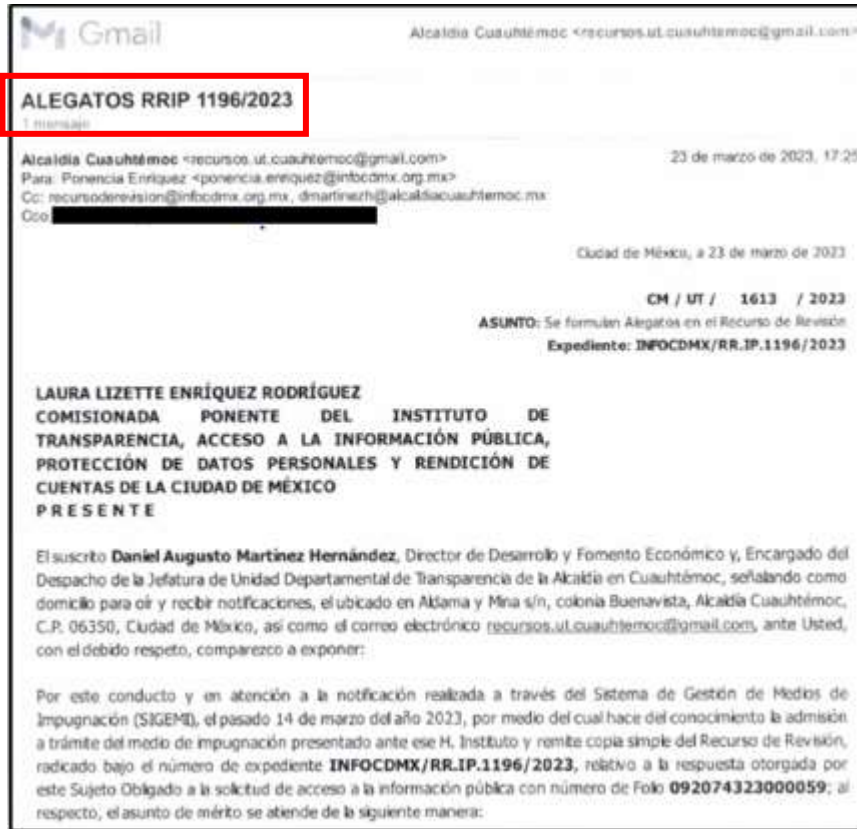 Gmail
Alcaldía Cuauhtémoc <recursos.ut.cuauhtemoc@gmail.com>
ALEGATOS RRIP 1196/2023
1 mensaje
Alcaldía Cuauhtémoc <recursos.ut.cuauhtemoc@gmail.com>
23 de marzo de 2023, 17:25
Para: Ponencia Enriquez <ponencia.enriquez@infocdmx.org.mx>
Cc: recursoderevision@infocdmx.org.mx, dmartinezh@alcaldiacuauhtemoc.mx
Cco:
Ciudad de México, a 23 de marzo de 2023
CM / UT / 1613 / 2023
ASUNTO: Se formulan Alegatos en el Recurso de Revisión
Expediente: INFOCDMX/RR.IP.1196/2023
LAURA LIZETTE ENRÍQUEZ RODRÍGUEZ
COMISIONADA PONENTE DEL INSTITUTO DE
TRANSPARENCIA, ACCESO A LA INFORMACIÓN PÚBLICA,
PROTECCIÓN DE DATOS PERSONALES Y RENDICIÓN DE
CUENTAS DE LA CIUDAD DE MÉXICO
P R E S E N T E
El suscrito Daniel Augusto Martínez Hernández, Director de Desarrollo y Fomento Económico y, Encargado del
Despacho de la Jefatura de Unidad Departamental de Transparencia de la Alcaldía en Cuauhtémoc, señalando como
domicilio para oír y recibir notificaciones, el ubicado en Aldama y Mina s/n, colonia Buenavista, Alcaldía Cuauhtémoc,
C.P. 06350, Ciudad de México, así como el correo electrónico recursos.ut.cuauhtemoc@gmail.com, ante Usted,
con el debido respeto, comparezco a exponer:
Por este conducto y en atención a la notificación realizada a través del Sistema de Gestión de Medios de
Impugnación (SIGEMI), el pasado 14 de marzo del año 2023, por medio del cual hace del conocimiento la admisión
a trámite del medio de impugnación presentado ante ese H. Instituto y remite copia simple del Recurso de Revisión,
radicado bajo el número de expediente INFOCDMX/RR.IP.1196/2023, relativo a la respuesta otorgada por
este Sujeto Obligado a la solicitud de acceso a la información pública con número de Folio 092074323000059; al
respecto, el asunto de mérito se atiende de la siguiente manera: